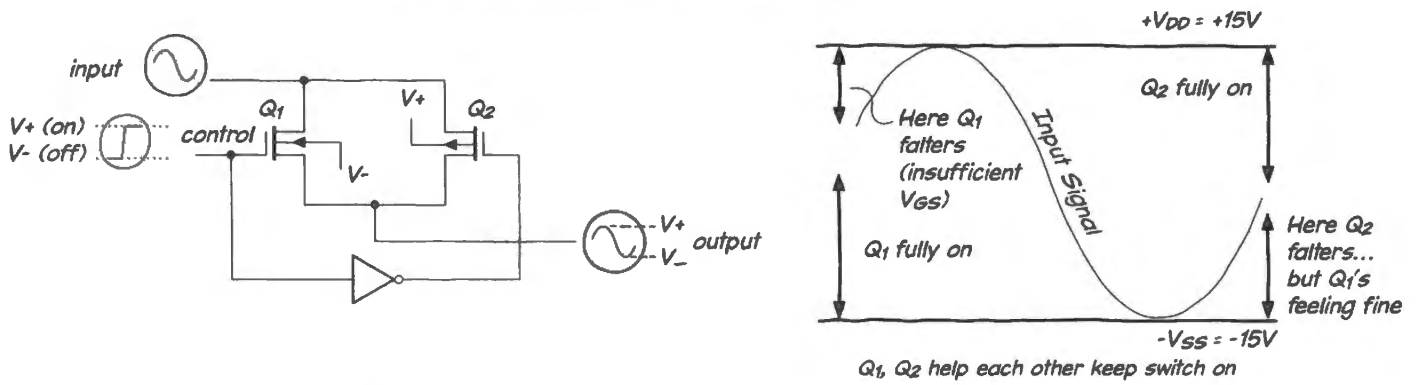 input
V+ (on)
V- (off)
control
Q1
V+
Q2
V-
V+
V_
output
+VDD = +15V
Q2 fully on
Here Q1
falters
(insufficient
VGS)
Input Signal
Q1 fully on
Here Q2
falters...
but Q1's
feeling fine
-VSS = -15V
Q1, Q2 help each other keep switch on